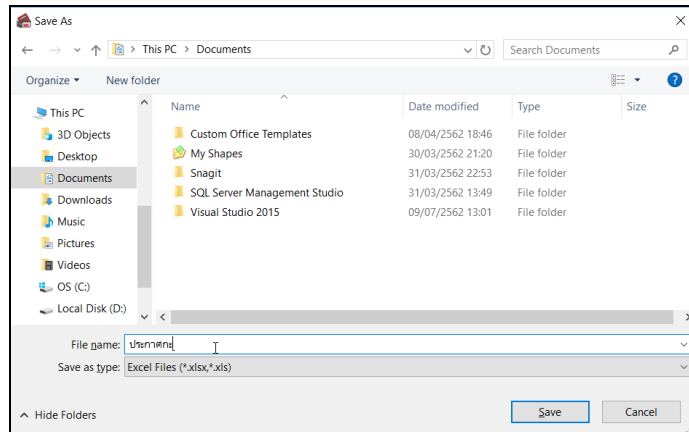 Save As
This PC > Documents
Search Documents
Organize
New folder
Name Date modified Type Size
This PC
3D Objects
Desktop
Documents
Downloads
Music
Pictures
Videos
OS (C:)
Local Disk (D:)
Custom Office Templates 08/04/2562 18:46 File folder
My Shapes 30/03/2562 21:20 File folder
Snagit 31/03/2562 22:53 File folder
SQL Server Management Studio 31/03/2562 13:49 File folder
Visual Studio 2015 09/07/2562 13:01 File folder
File name: ประกาศกะ
Save as type: Excel Files (*.xlsx,*.xls)
Hide Folders
Save
Cancel